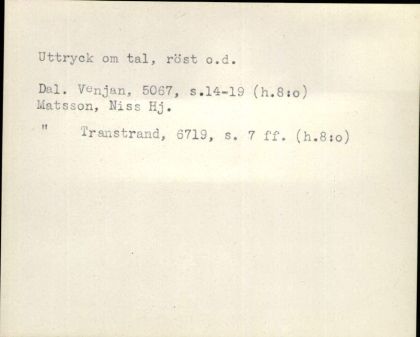 Uttryck om tal, röst o.d.
Dal. Venjan, 5067, s.14-19 (h.8:o)
Matsson, Niss Hj.
" Transtrand, 6719, s. 7 ff. (h.8:o)